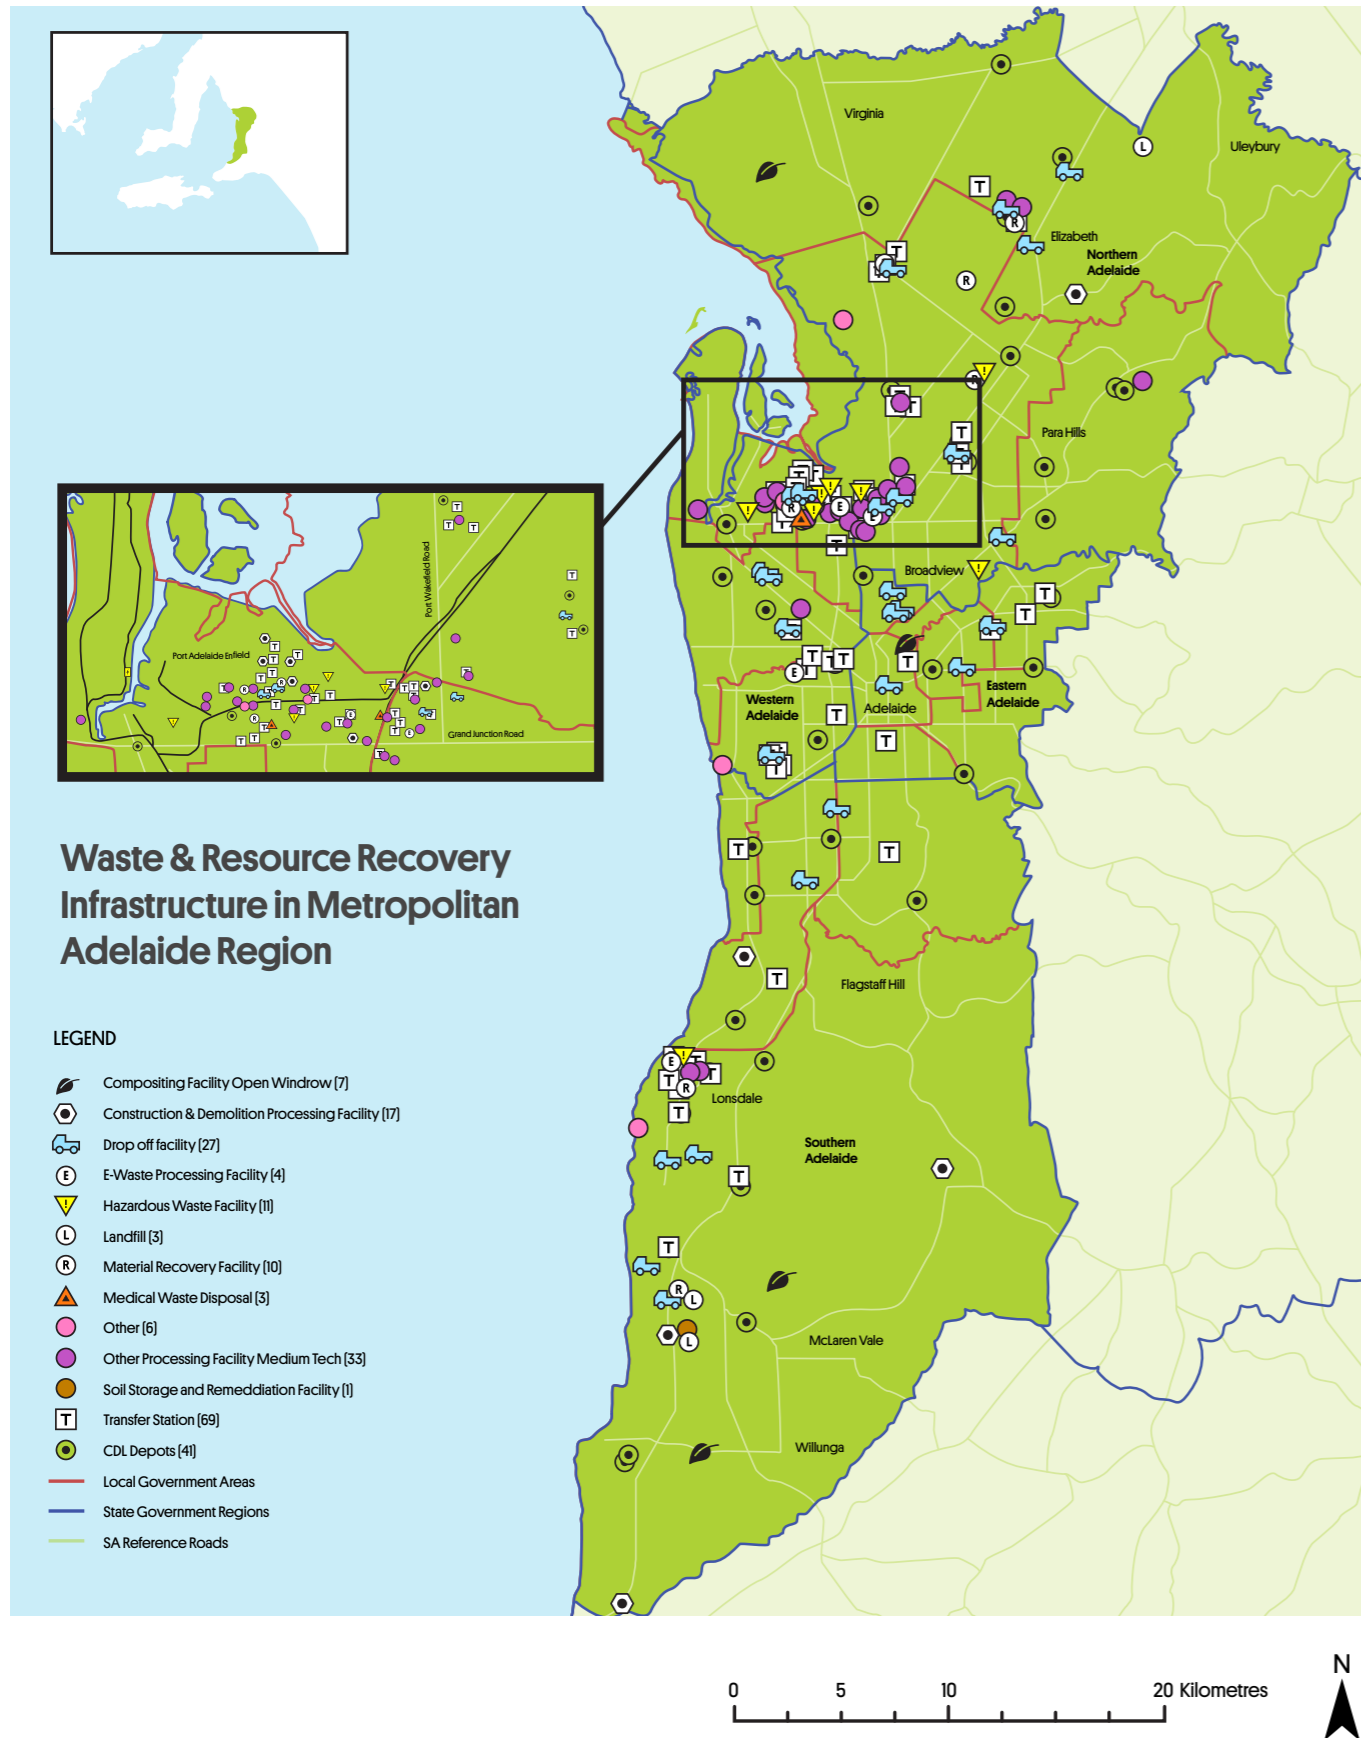 Virginia
Uleybury
Elizabeth
Northern
Adelaide
Para Hills
Broadview
Western
Adelaide
Adelaide
Eastern
Adelaide
Port Wakefield Road
Port Adelaide Enfield
Grand Junction Road
Waste & Resource Recovery
Infrastructure in Metropolitan
Adelaide Region
Flagstaff Hill
Lonsdale
Southern
Adelaide
McLaren Vale
Willunga
LEGEND
Compositing Facility Open Windrow (7)
Construction & Demolition Processing Facility (17)
Drop off facility (27)
E E-Waste Processing Facility (4)
! Hazardous Waste Facility (11)
L Landfill (3)
R Material Recovery Facility (10)
Medical Waste Disposal (3)
Other (6)
Other Processing Facility Medium Tech (33)
Soil Storage and Remeddiation Facility (1)
T Transfer Station (69)
CDL Depots (41)
Local Government Areas
State Government Regions
SA Reference Roads
0 5 10 20 Kilometres
N